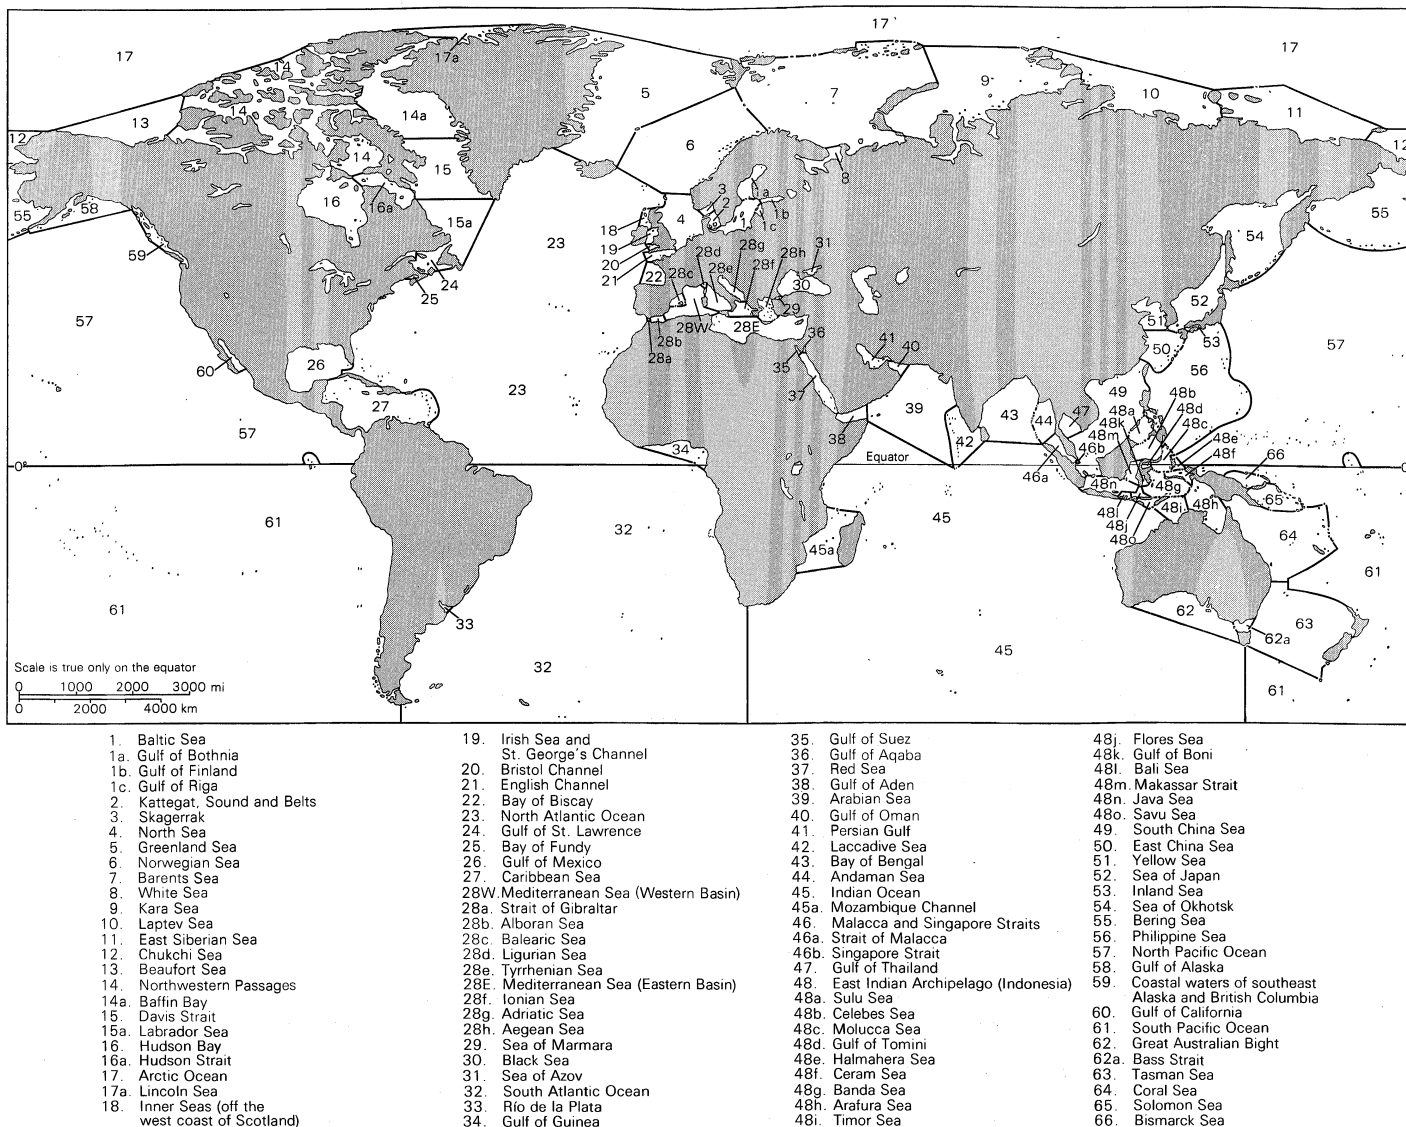 17
17
17
17a
14
9
5
7
10
14
14a
11
13
12
12
6
14
15
8
3
1a
16
2
16a
1b
55
58
15a
4
1
1c
55
18
54
23
19
28d
28g
31
59
20
28f
28h
22
28c
28e
21
30
24
25
52
29
57
28W
28E
51
36
28b
41
53
57
28a
40
50
26
35
60
56
23
49
48b
37
27
39
43
48a
48d
47
44
48k
48c
57
38
42
48m
48e
34
46b
48f
66
0°
Equator
46a
48n
48g
65
48h
48l
48i
45
61
32
48j
48o
64
45a
61
61
62
63
33
62a
45
32
61
Scale is true only on the equator
0 1000 2000 3000 mi
0 2000 4000 km
1. Baltic Sea
1a. Gulf of Bothnia
1b. Gulf of Finland
1c. Gulf of Riga
2. Kattegat, Sound and Belts
3. Skagerrak
4. North Sea
5. Greenland Sea
6. Norwegian Sea
7. Barents Sea
8. White Sea
9. Kara Sea
10. Laptev Sea
11. East Siberian Sea
12. Chukchi Sea
13. Beaufort Sea
14. Northwestern Passages
14a. Baffin Bay
15. Davis Strait
15a. Labrador Sea
16. Hudson Bay
16a. Hudson Strait
17. Arctic Ocean
17a. Lincoln Sea
18. Inner Seas (off the
west coast of Scotland)
19. Irish Sea and
St. George's Channel
20. Bristol Channel
21. English Channel
22. Bay of Biscay
23. North Atlantic Ocean
24. Gulf of St. Lawrence
25. Bay of Fundy
26. Gulf of Mexico
27. Caribbean Sea
28W. Mediterranean Sea (Western Basin)
28a. Strait of Gibraltar
28b. Alboran Sea
28c. Balearic Sea
28d. Ligurian Sea
28e. Tyrrhenian Sea
28E. Mediterranean Sea (Eastern Basin)
28f. Ionian Sea
28g. Adriatic Sea
28h. Aegean Sea
29. Sea of Marmara
30. Black Sea
31. Sea of Azov
32. South Atlantic Ocean
33. Río de la Plata
34. Gulf of Guinea
35. Gulf of Suez
36. Gulf of Aqaba
37. Red Sea
38. Gulf of Aden
39. Arabian Sea
40. Gulf of Oman
41. Persian Gulf
42. Laccadive Sea
43. Bay of Bengal
44. Andaman Sea
45. Indian Ocean
45a. Mozambique Channel
46. Malacca and Singapore Straits
46a. Strait of Malacca
46b. Singapore Strait
47. Gulf of Thailand
48. East Indian Archipelago (Indonesia)
48a. Sulu Sea
48b. Celebes Sea
48c. Molucca Sea
48d. Gulf of Tomini
48e. Halmahera Sea
48f. Ceram Sea
48g. Banda Sea
48h. Arafura Sea
48i. Timor Sea
48j. Flores Sea
48k. Gulf of Boni
48l. Bali Sea
48m. Makassar Strait
48n. Java Sea
48o. Savu Sea
49. South China Sea
50. East China Sea
51. Yellow Sea
52. Sea of Japan
53. Inland Sea
54. Sea of Okhotsk
55. Bering Sea
56. Philippine Sea
57. North Pacific Ocean
58. Gulf of Alaska
59. Coastal waters of southeast
Alaska and British Columbia
60. Gulf of California
61. South Pacific Ocean
62. Great Australian Bight
62a. Bass Strait
63. Tasman Sea
64. Coral Sea
65. Solomon Sea
66. Bismarck Sea